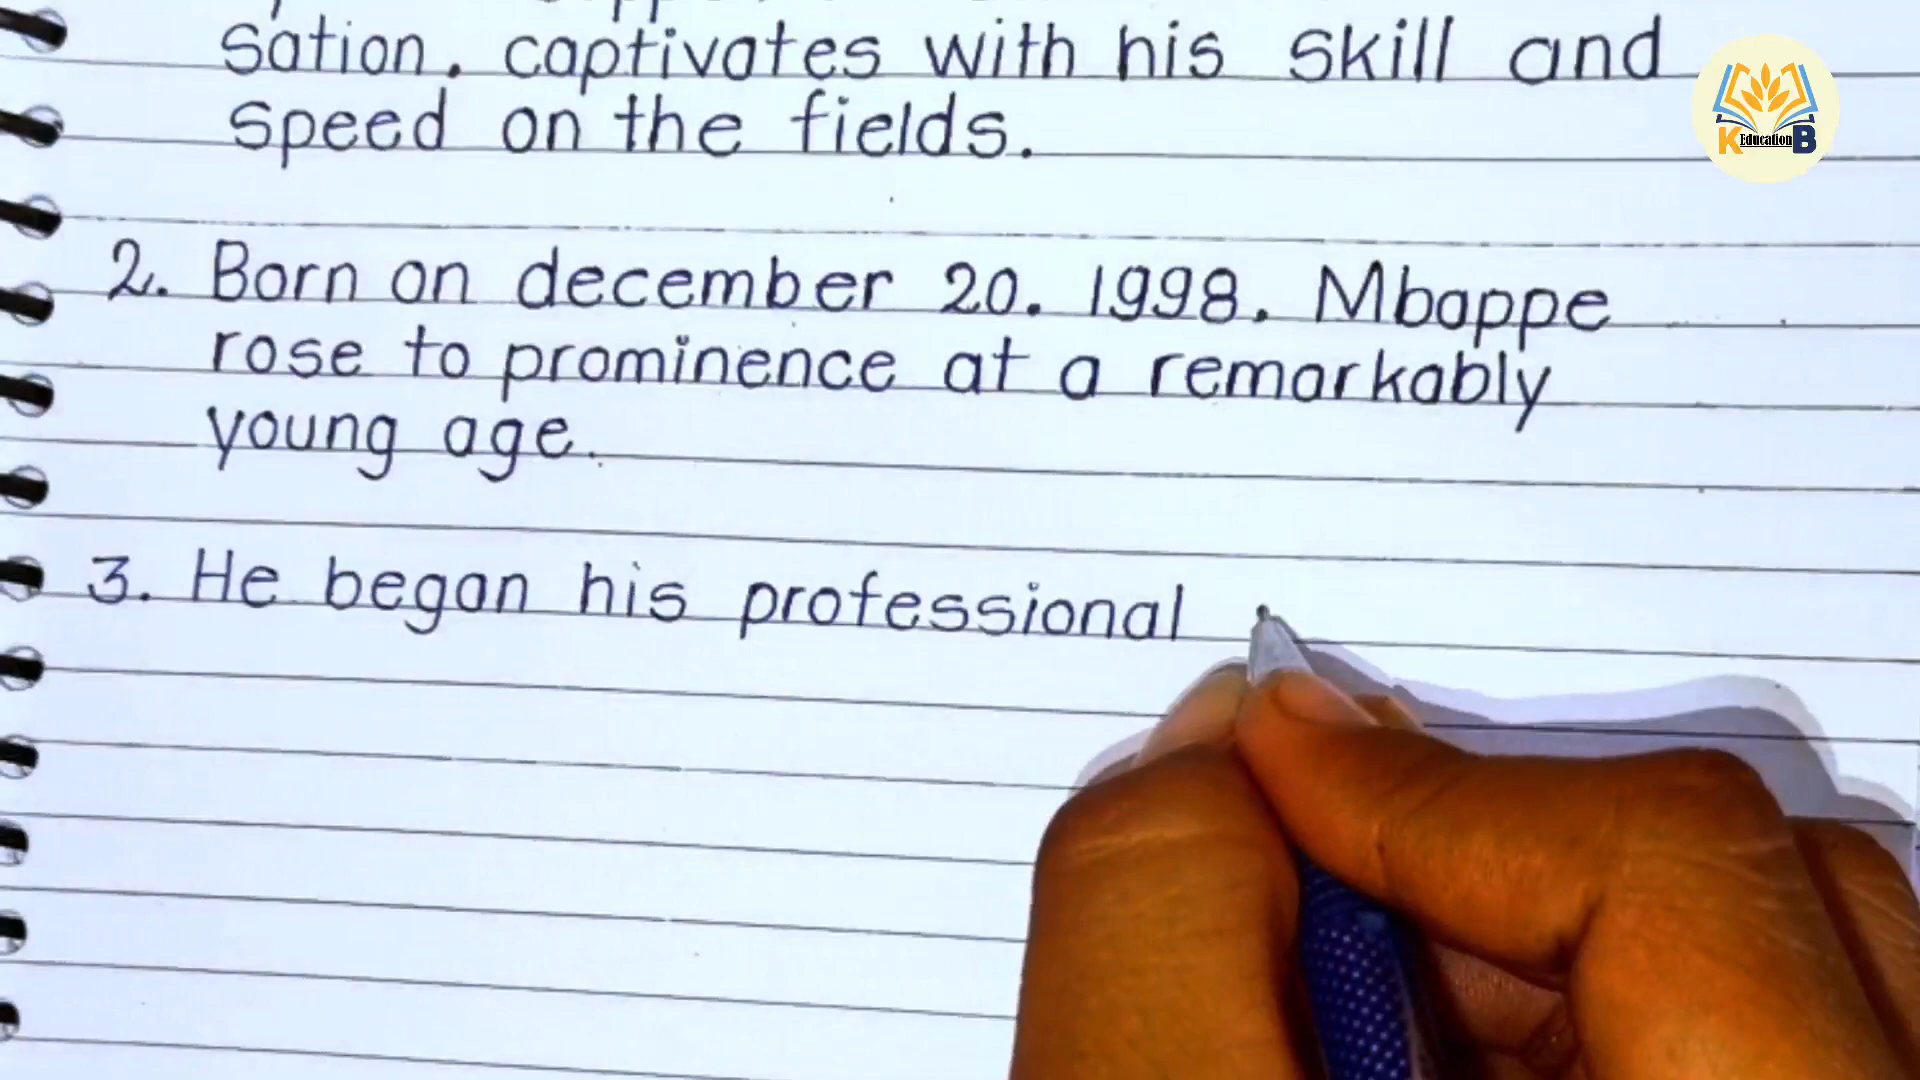 sation. captivates with his skill and
speed on the fields.
2. Born on december 20. 1998. Mbappe
rose to prominence at a remarkably
young age.
3. He began his professional
K Education B